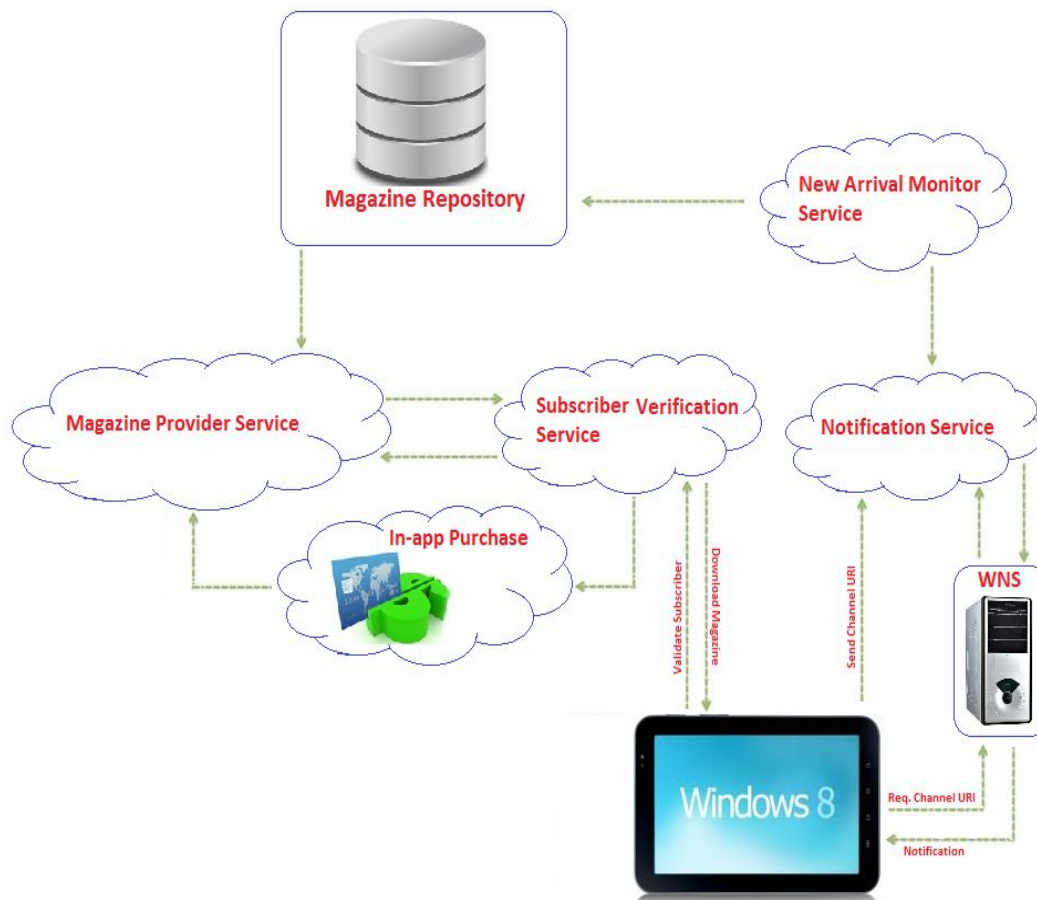 Magazine Repository
New Arrival Monitor
Service
Magazine Provider Service
Subscriber Verification
Service
Notification Service
In-app Purchase
WNS
Validate Subscriber
Download Magazine
Send Channel URI
Windows 8
Req. Channel URI
Notification